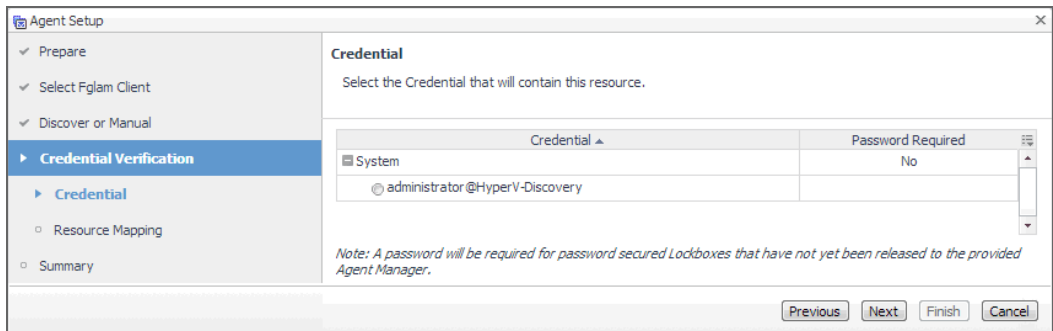 Agent Setup
Prepare
Select Fglam Client
Discover or Manual
Credential Verification
Credential
Resource Mapping
Summary
Credential
Select the Credential that will contain this resource.
Credential Password Required
System No
administrator@HyperV-Discovery
Note: A password will be required for password secured Lockboxes that have not yet been released to the provided
Agent Manager.
Previous Next Finish Cancel